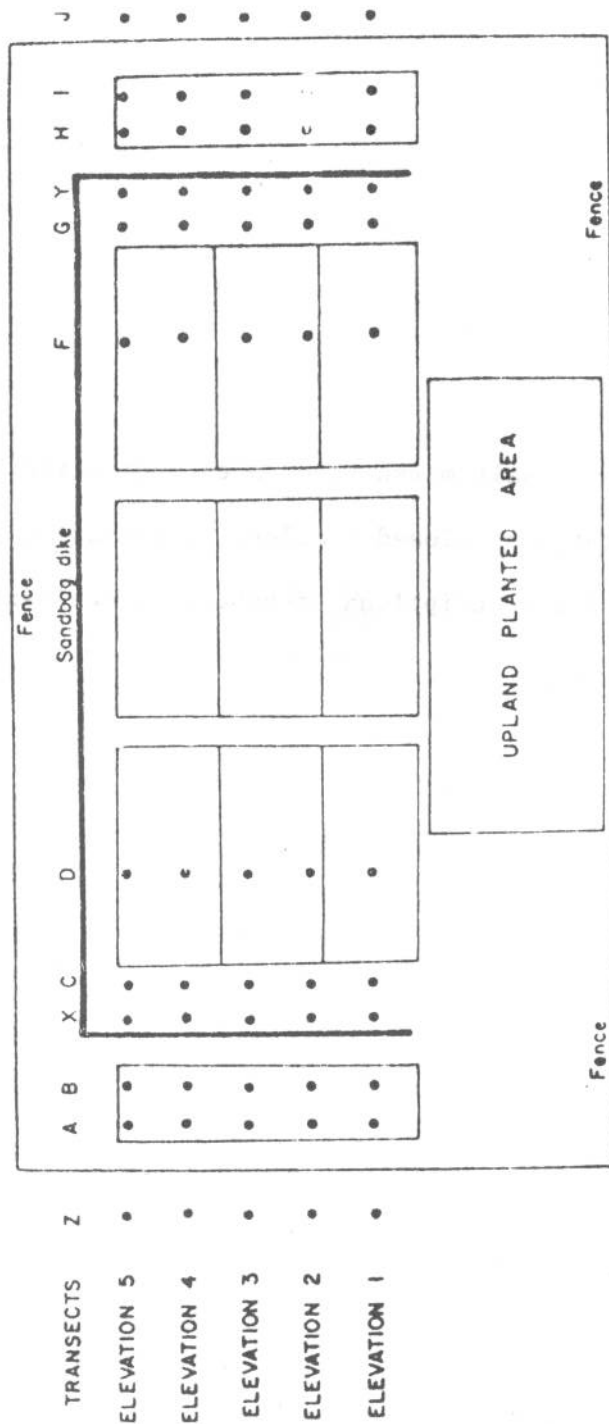 TRANSECTS Z A B X C D F G Y H I J
Fence
Sandbag dike
ELEVATION 5
ELEVATION 4
ELEVATION 3
ELEVATION 2
ELEVATION 1
UPLAND PLANTED AREA
Fence Fence